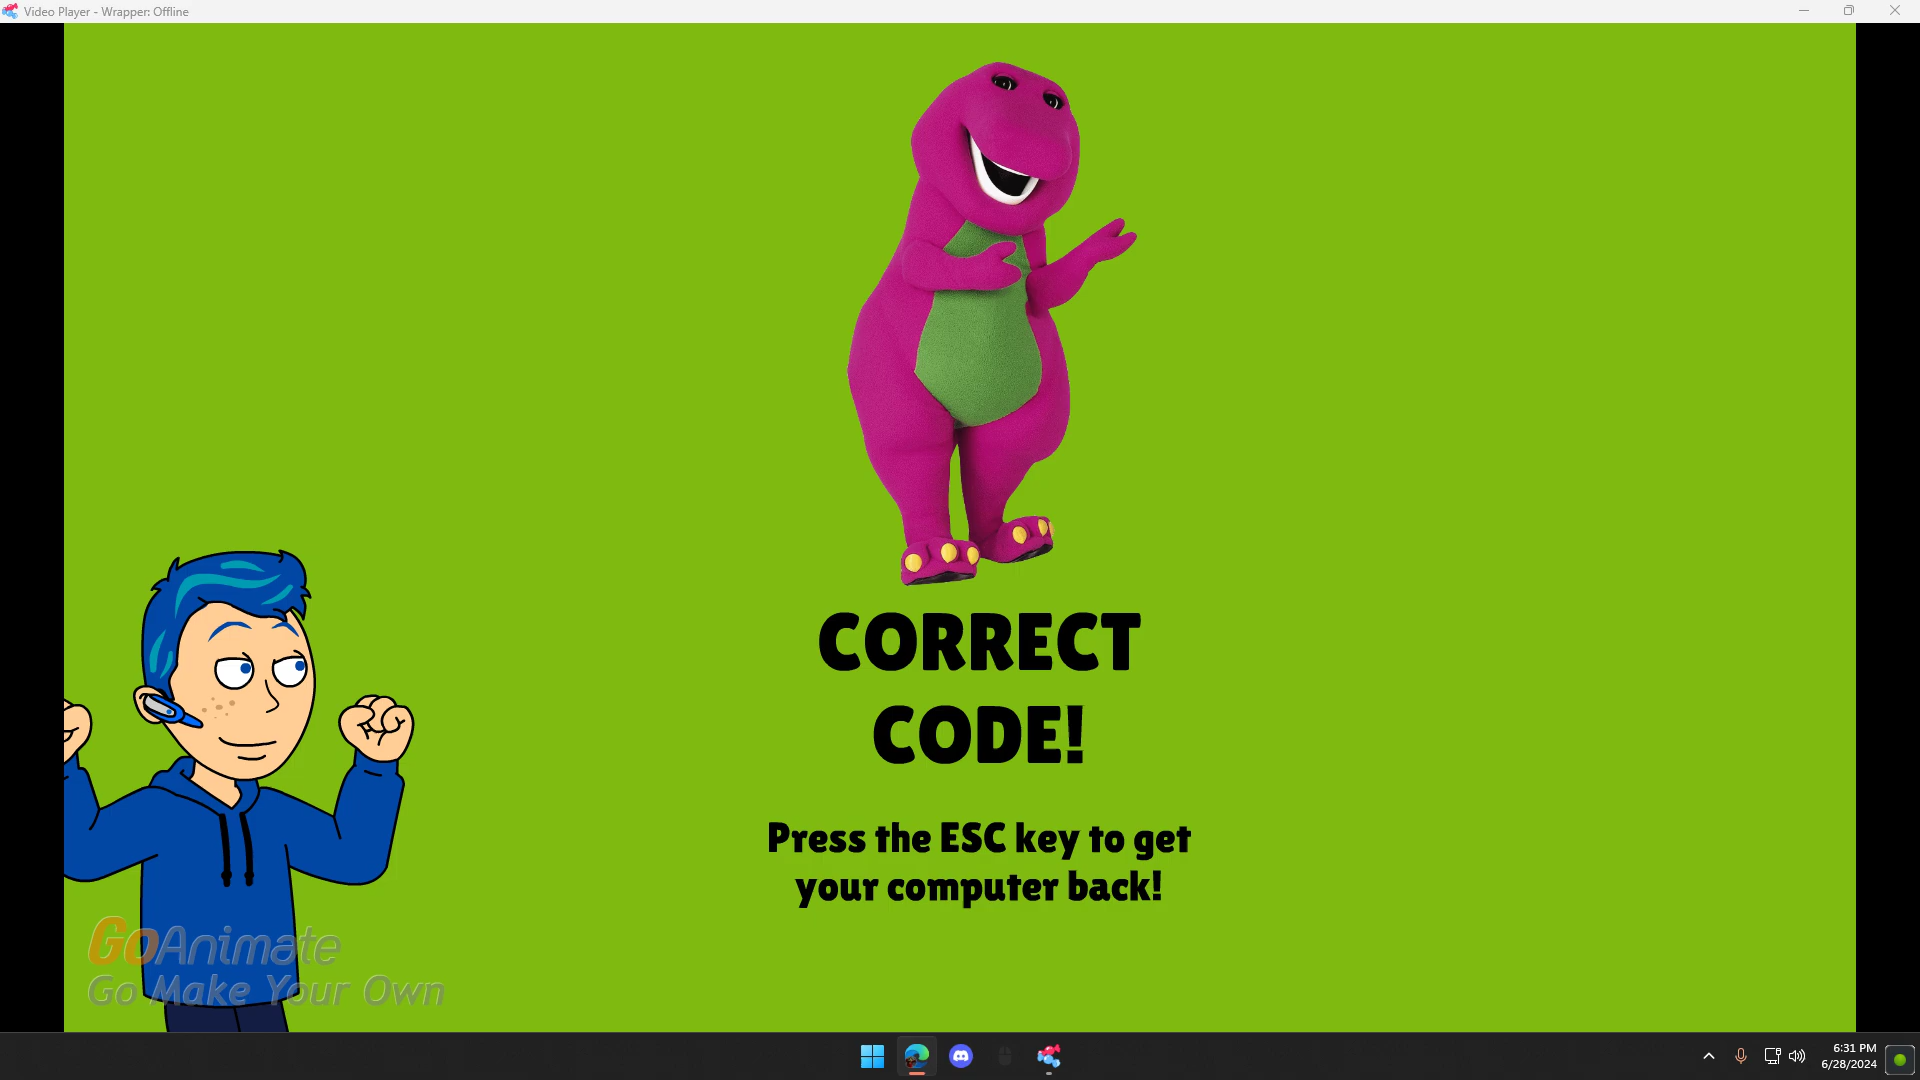 Video Player - Wrapper: Offline
CORRECT
CODE!
Press the ESC key to get
your computer back!
GoAnimate
Go Make Your Own
6:31 PM
6/28/2024